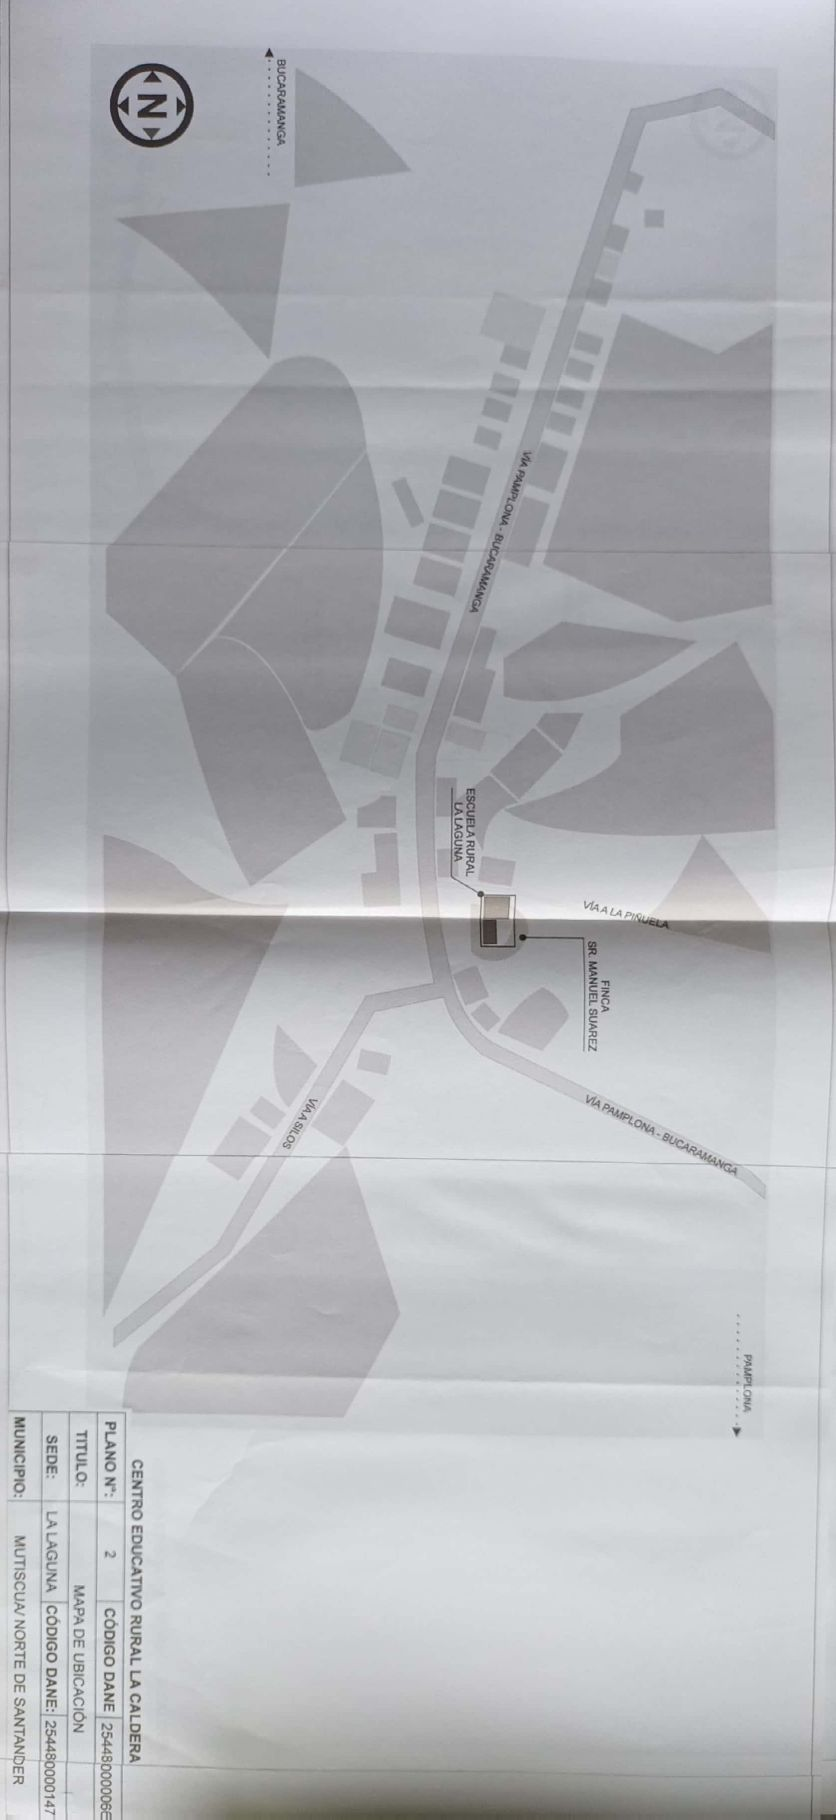 N
BUCARAMANGA
VÍA PAMPLONA - BUCARAMANGA
ESCUELA RURAL
LA LAGUNA
VÍA A LA PIÑUELA
FINCA
SR. MANUEL SUAREZ
VÍA PAMPLONA - BUCARAMANGA
VÍA A SILOS
PAMPLONA
CENTRO EDUCATIVO RURAL LA CALDERA
PLANO N°: 2 CÓDIGO DANE
TITULO: MAPA DE UBICACIÓN
SEDE: LA LAGUNA CÓDIGO DANE: 254480000147
MUNICIPIO: MUTISCUA/ NORTE DE SANTANDER